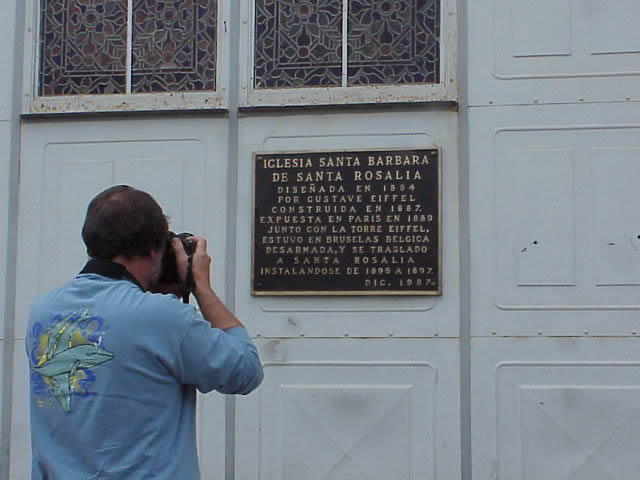 IGLESIA SANTA BARBARA
DE SANTA ROSALIA
DISEÑADA EN 1884
POR GUSTAVE EIFFEL
CONSTRUIDA EN 1887.
EXPUESTA EN PARIS EN 1889
JUNTO CON LA TORRE EIFFEL,
ESTUVO EN BRUSELAS BELGICA
DESARMADA, Y SE TRASLADO
A SANTA ROSALIA
INSTALANDOSE DE 1895 A 1897.
DIC. 1987